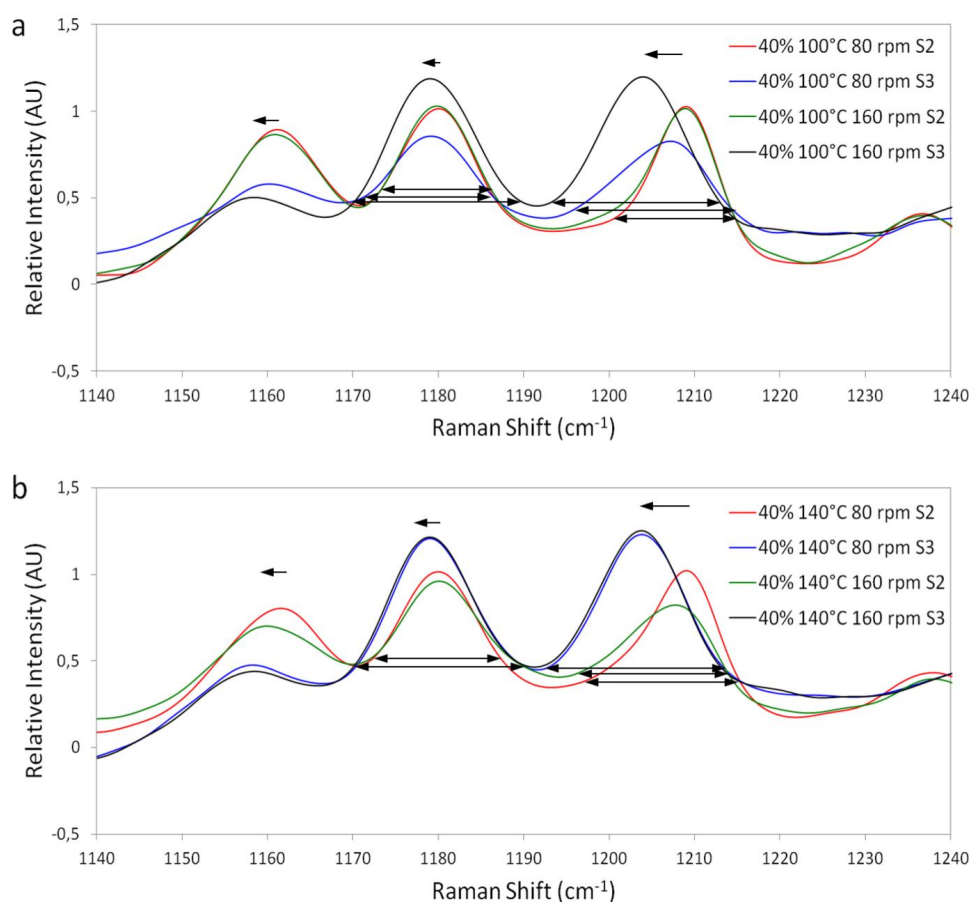 a
1,5
1
0,5
0
-0,5
Relative Intensity (AU)
40% 100°C 80 rpm S2
40% 100°C 80 rpm S3
40% 100°C 160 rpm S2
40% 100°C 160 rpm S3
1140 1150 1160 1170 1180 1190 1200 1210 1220 1230 1240
Raman Shift (cm⁻¹)
b
1,5
1
0,5
0
-0,5
Relative Intensity (AU)
40% 140°C 80 rpm S2
40% 140°C 80 rpm S3
40% 140°C 160 rpm S2
40% 140°C 160 rpm S3
1140 1150 1160 1170 1180 1190 1200 1210 1220 1230 1240
Raman Shift (cm⁻¹)